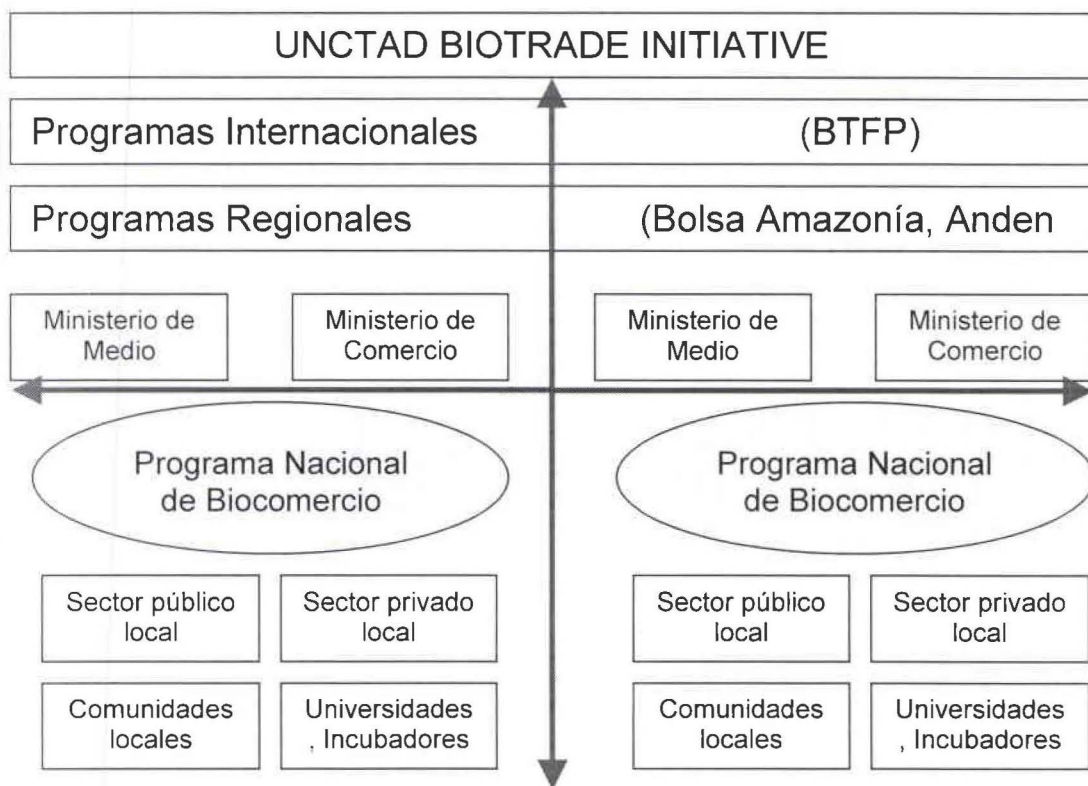 UNCTAD BIOTRADE INITIATIVE
Programas Internacionales (BTFP)
Programas Regionales (Bolsa Amazonía, Anden
Ministerio de
Medio
Ministerio de
Comercio
Ministerio de
Medio
Ministerio de
Comercio
Programa Nacional
de Biocomercio
Programa Nacional
de Biocomercio
Sector público
local
Sector privado
local
Sector público
local
Sector privado
local
Comunidades
locales
Universidades
, Incubadores
Comunidades
locales
Universidades
, Incubadores